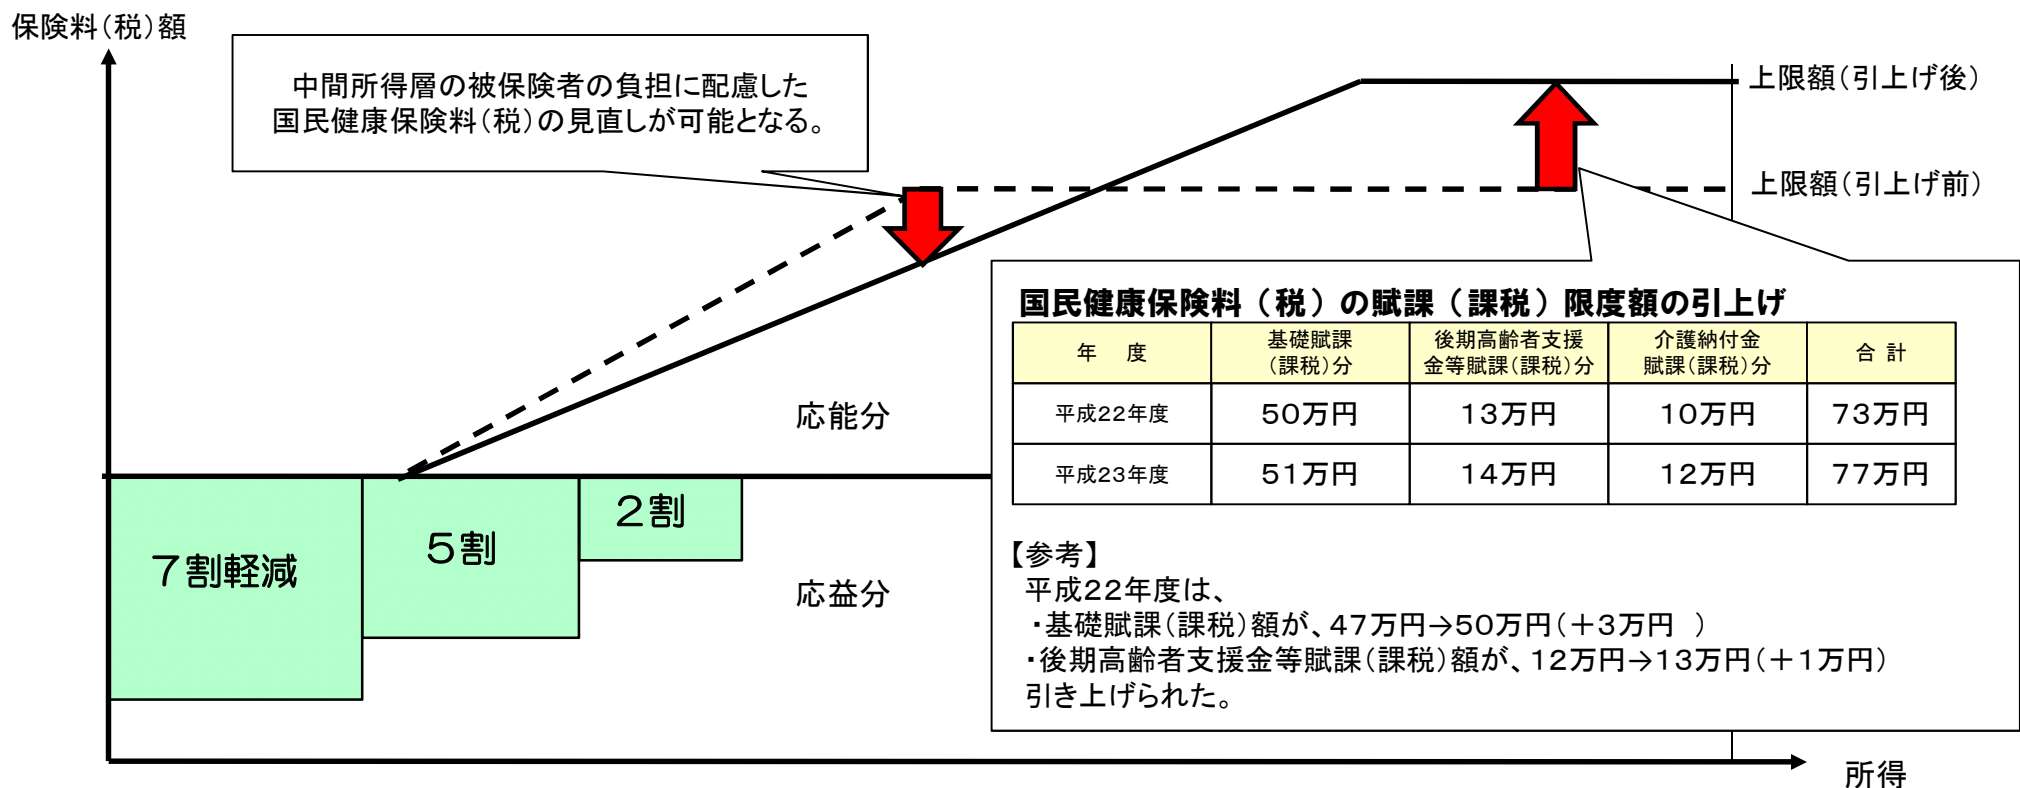 保険料(税)額
中間所得層の被保険者の負担に配慮した
国民健康保険料(税)の見直しが可能となる。
上限額(引上げ後)
上限額(引上げ前)
国民健康保険料(税)の賦課(課税)限度額の引上げ
年 度 基礎賦課(課税)分 後期高齢者支援金等賦課(課税)分 介護納付金賦課(課税)分 合計
平成22年度 50万円 13万円 10万円 73万円
平成23年度 51万円 14万円 12万円 77万円
【参考】
平成22年度は、
・基礎賦課(課税)額が、47万円→50万円(+3万円 )
・後期高齢者支援金等賦課(課税)額が、12万円→13万円(+1万円)
引き上げられた。
応能分
7割軽減
5割
2割
応益分
所得